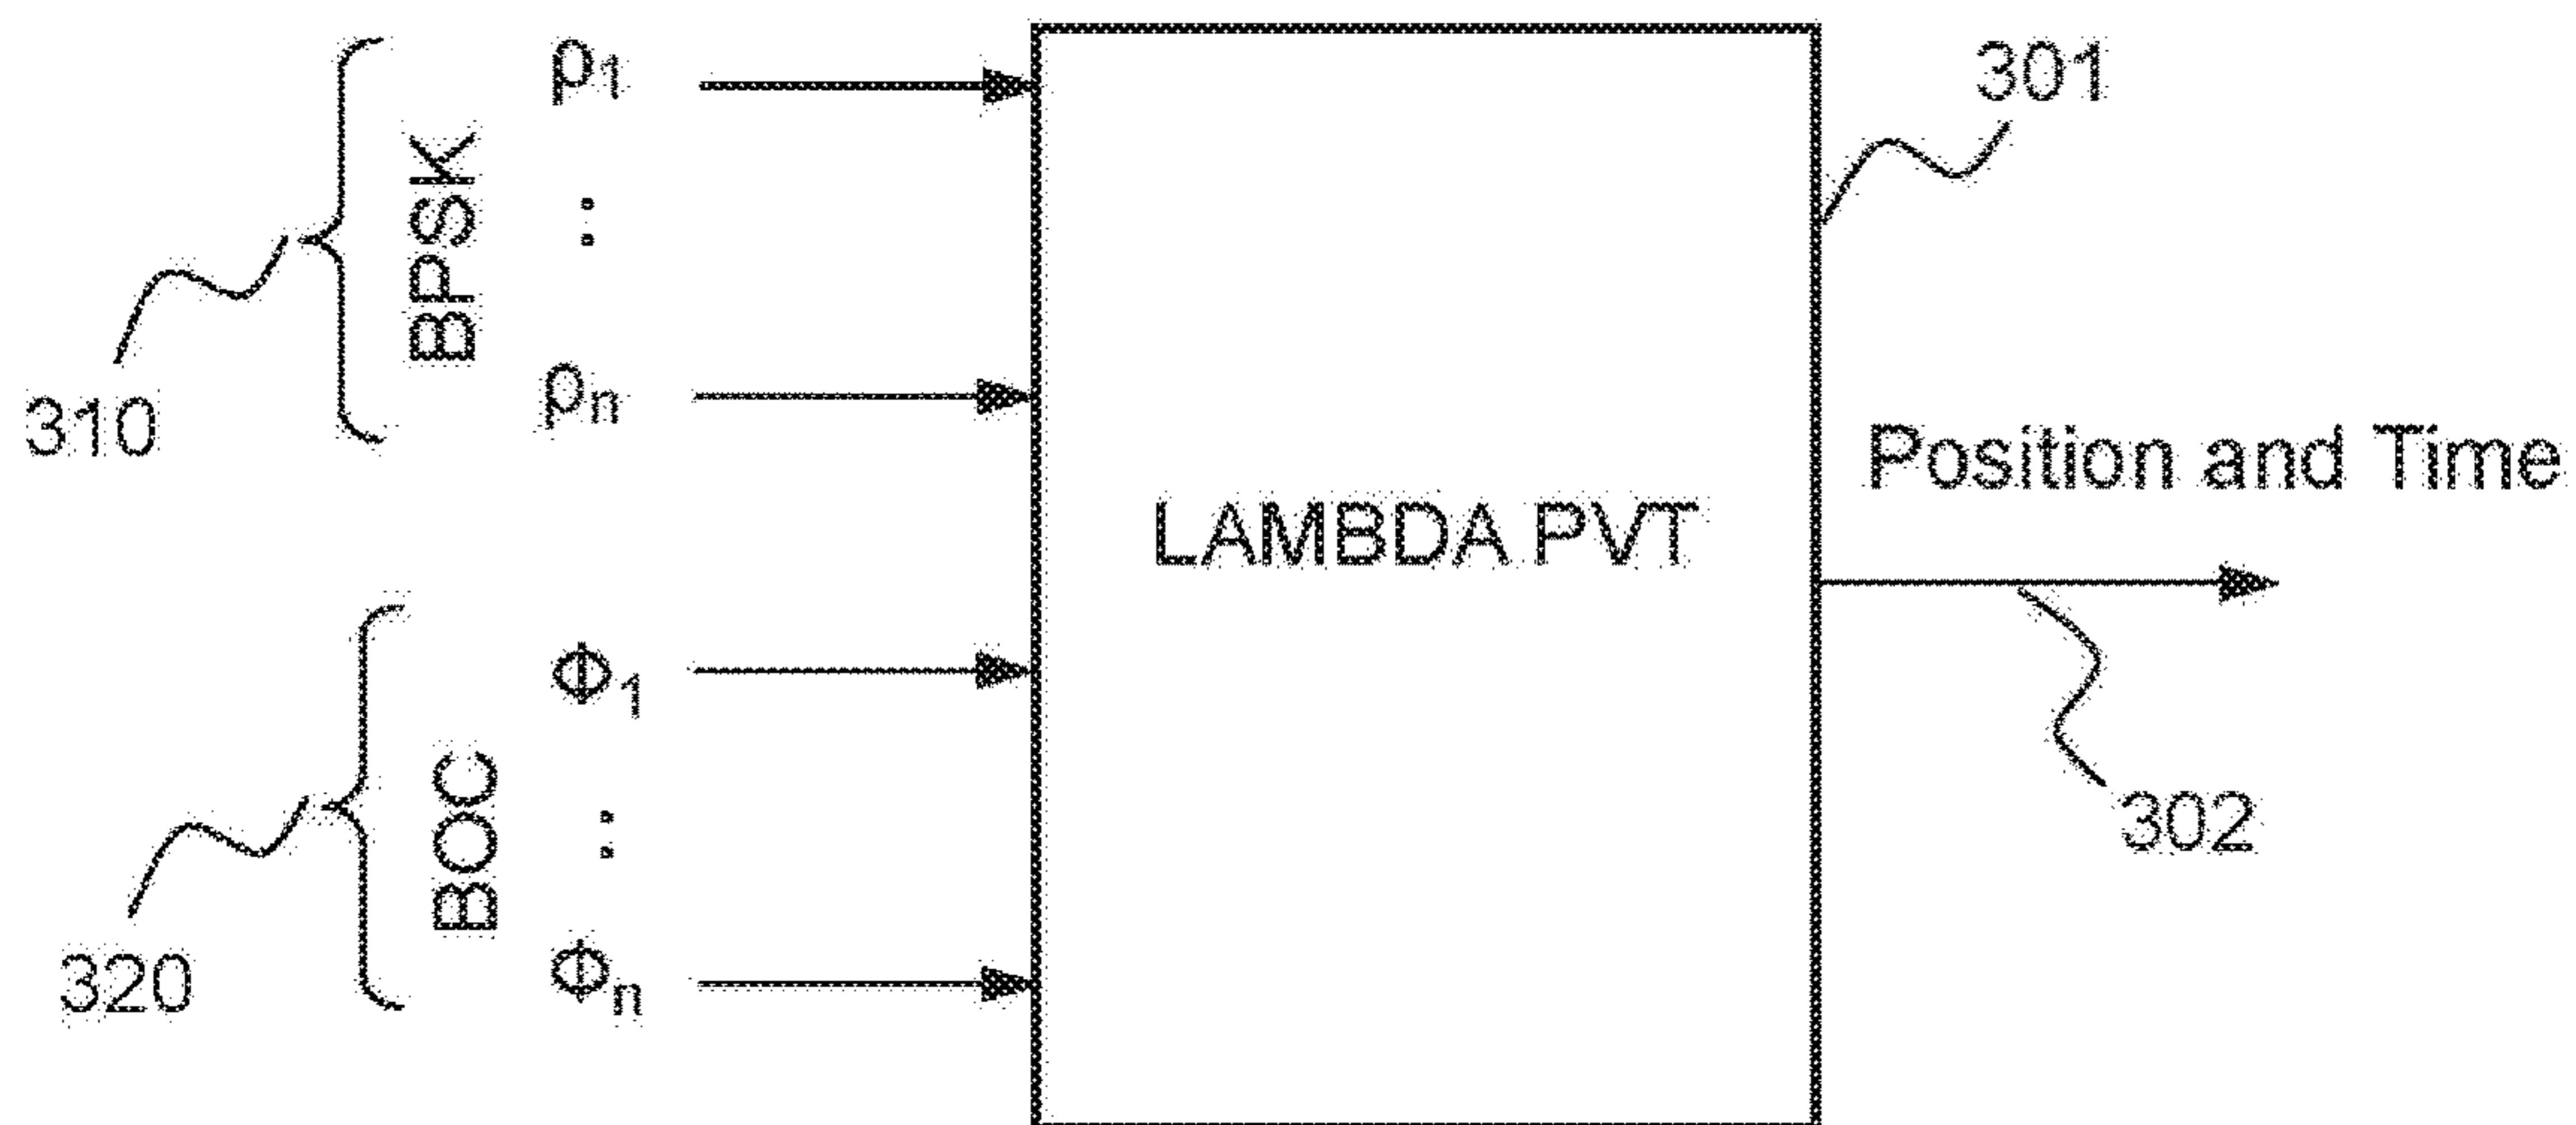 ρ1
301
BPSK
:
ρn
310
Position and Time
LAMBDA PVT
Φ1
BOC
:
302
Φn
320